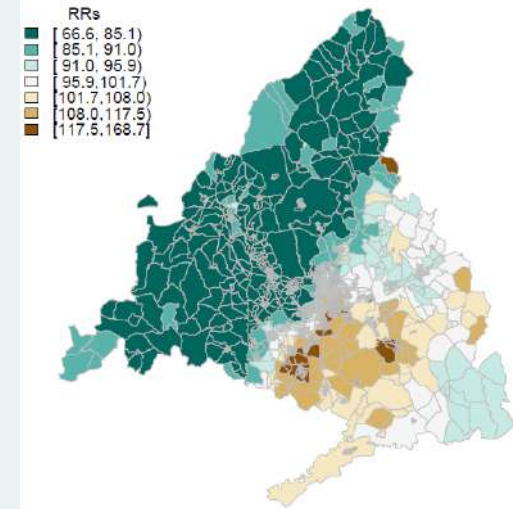 RRs
[ 66.6, 85.1)
[ 85.1, 91.0)
[ 91.0, 95.9)
[ 95.9,101.7)
[101.7,108.0)
[108.0,117.5)
[117.5,168.7]